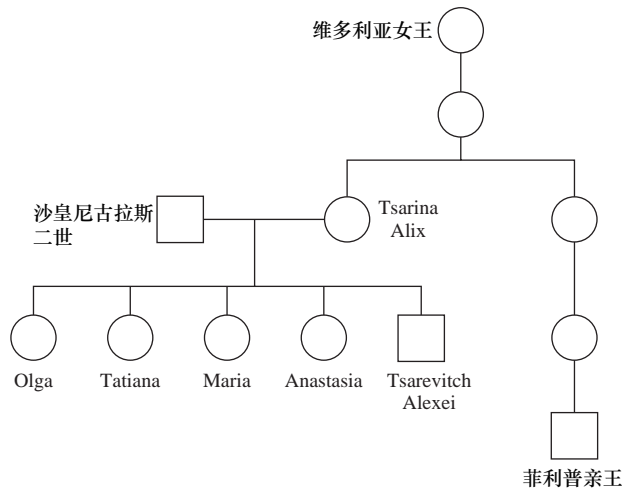 维多利亚女王
沙皇尼古拉斯
二世
Tsarina
Alix
Olga
Tatiana
Maria
Anastasia
Tsarevitch
Alexei
菲利普亲王